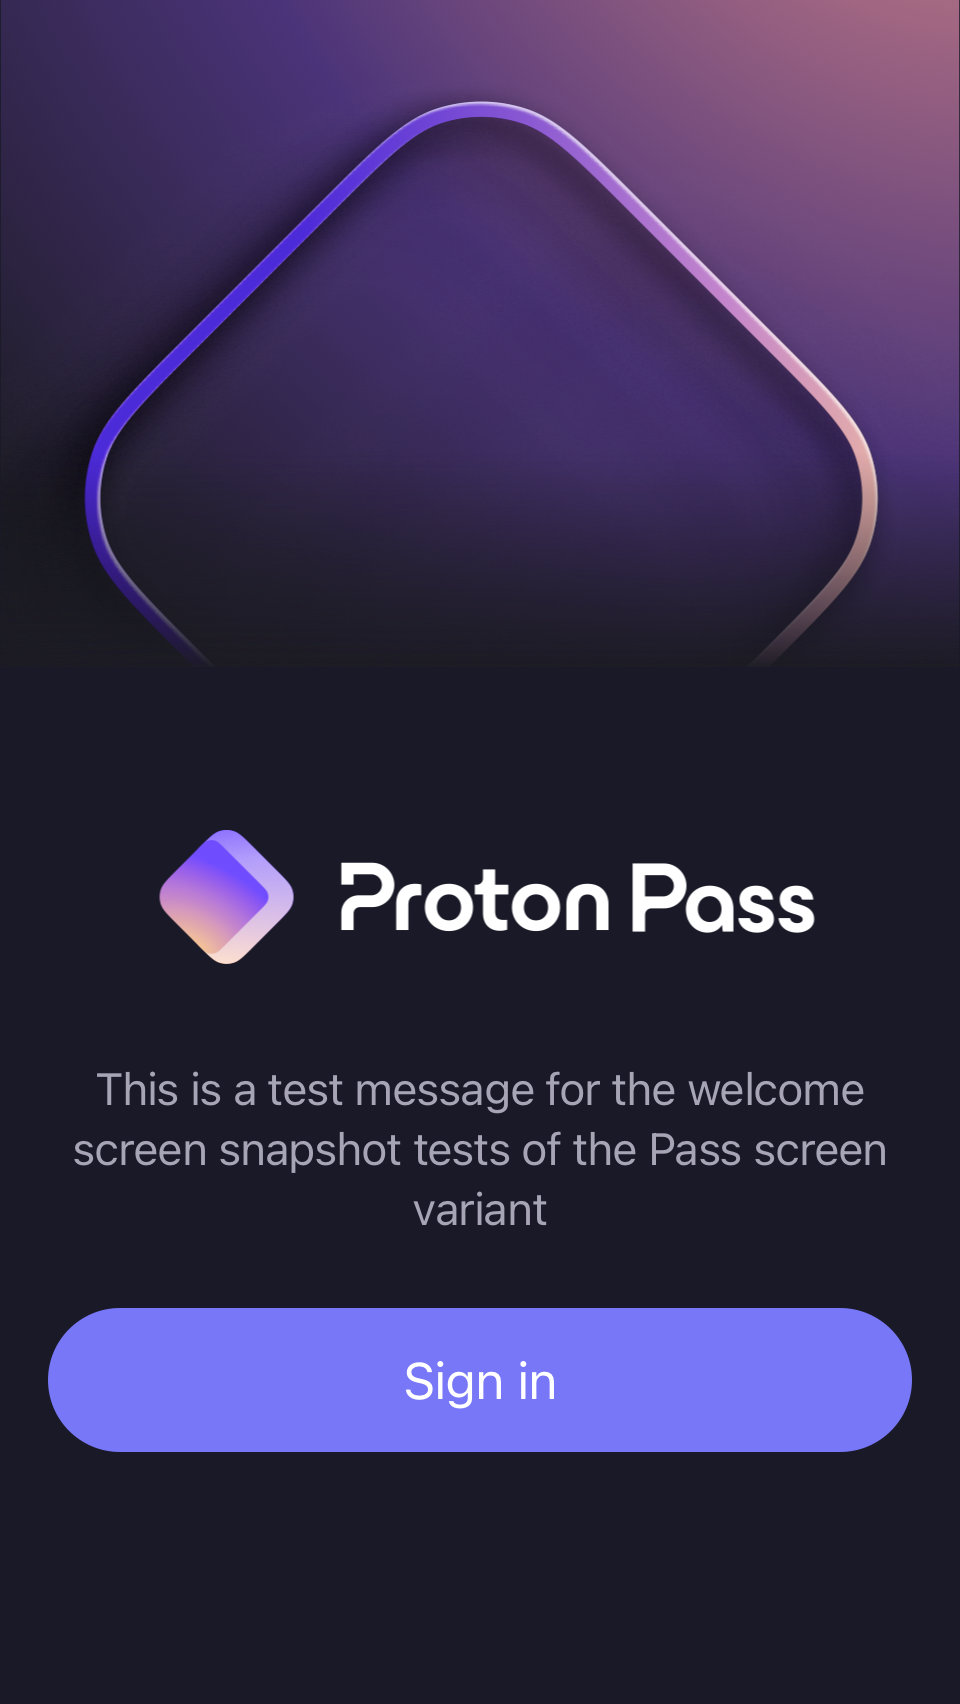 Proton Pass
This is a test message for the welcome
screen snapshot tests of the Pass screen
variant
Sign in